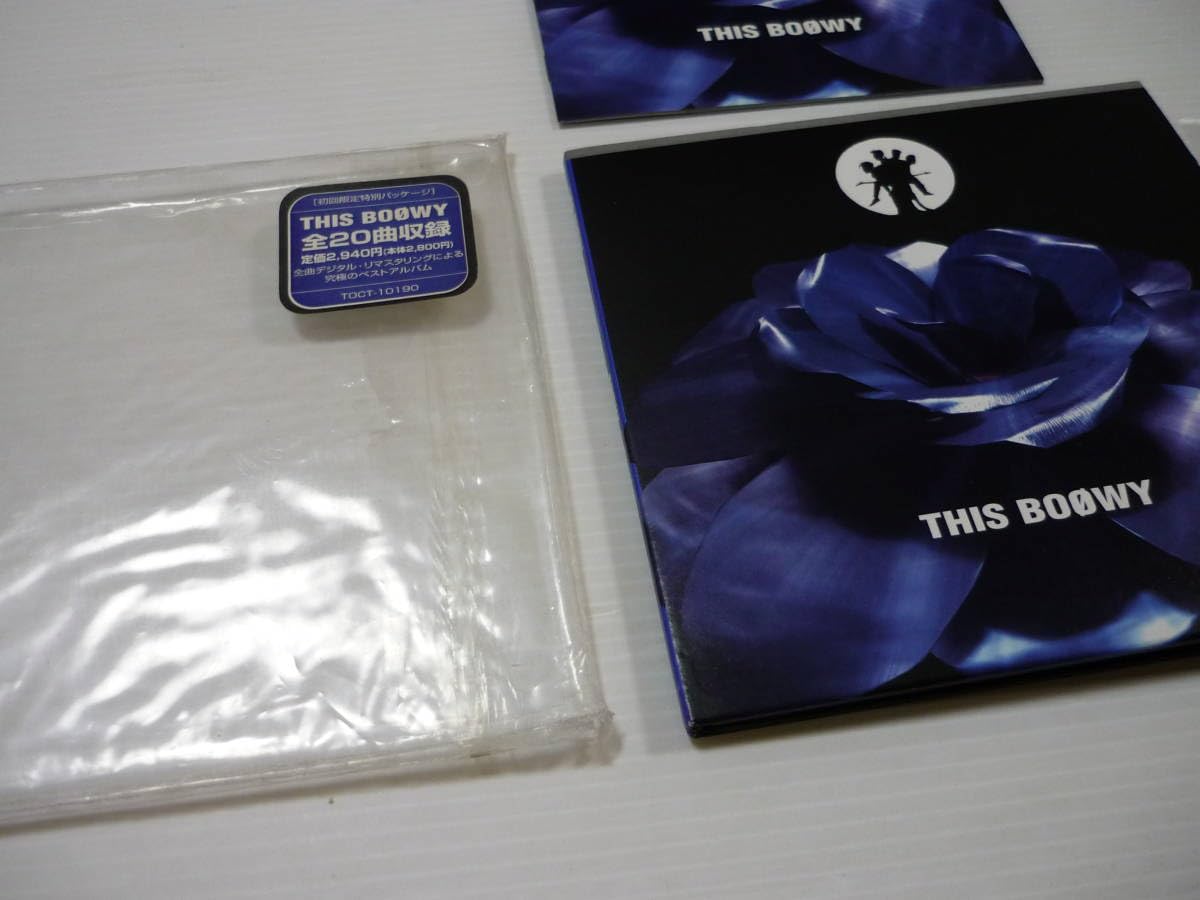 THIS BOØWY
[初回限定特別パッケージ]
THIS BOØWY
全20曲収録
定価2,940円(本体2,800円)
全曲デジタル・リマスタリングによる
究極のベストアルバム
TOCT-10190
THIS BOØWY